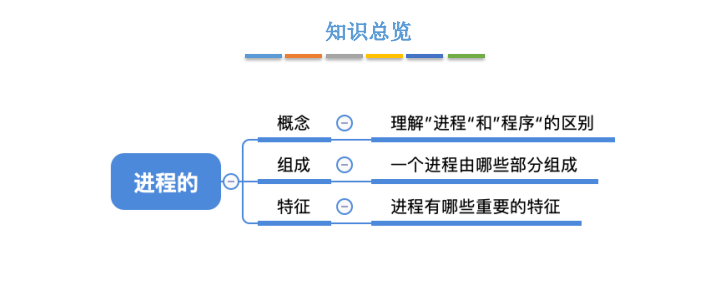 知识总览
进程的
概念
理解”进程“和”程序“的区别
组成
一个进程由哪些部分组成
特征
进程有哪些重要的特征